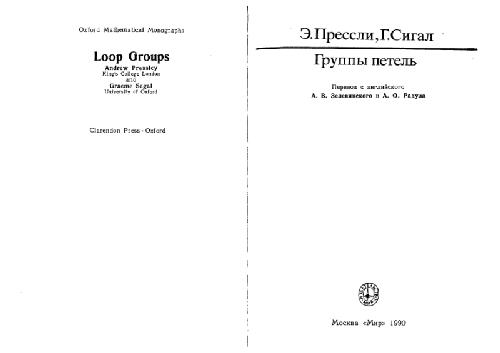 Oxford Mathematical Monographs
Loop Groups
Andrew Pressley
King's College London
and
Graeme Segal
University of Oxford
Clarendon Press · Oxford
Э. Прессли, Г. Сигал
Группы петель
Перевод с английского
А. В. Зелевинского и А. О. Радула
Москва «Мир» 1990